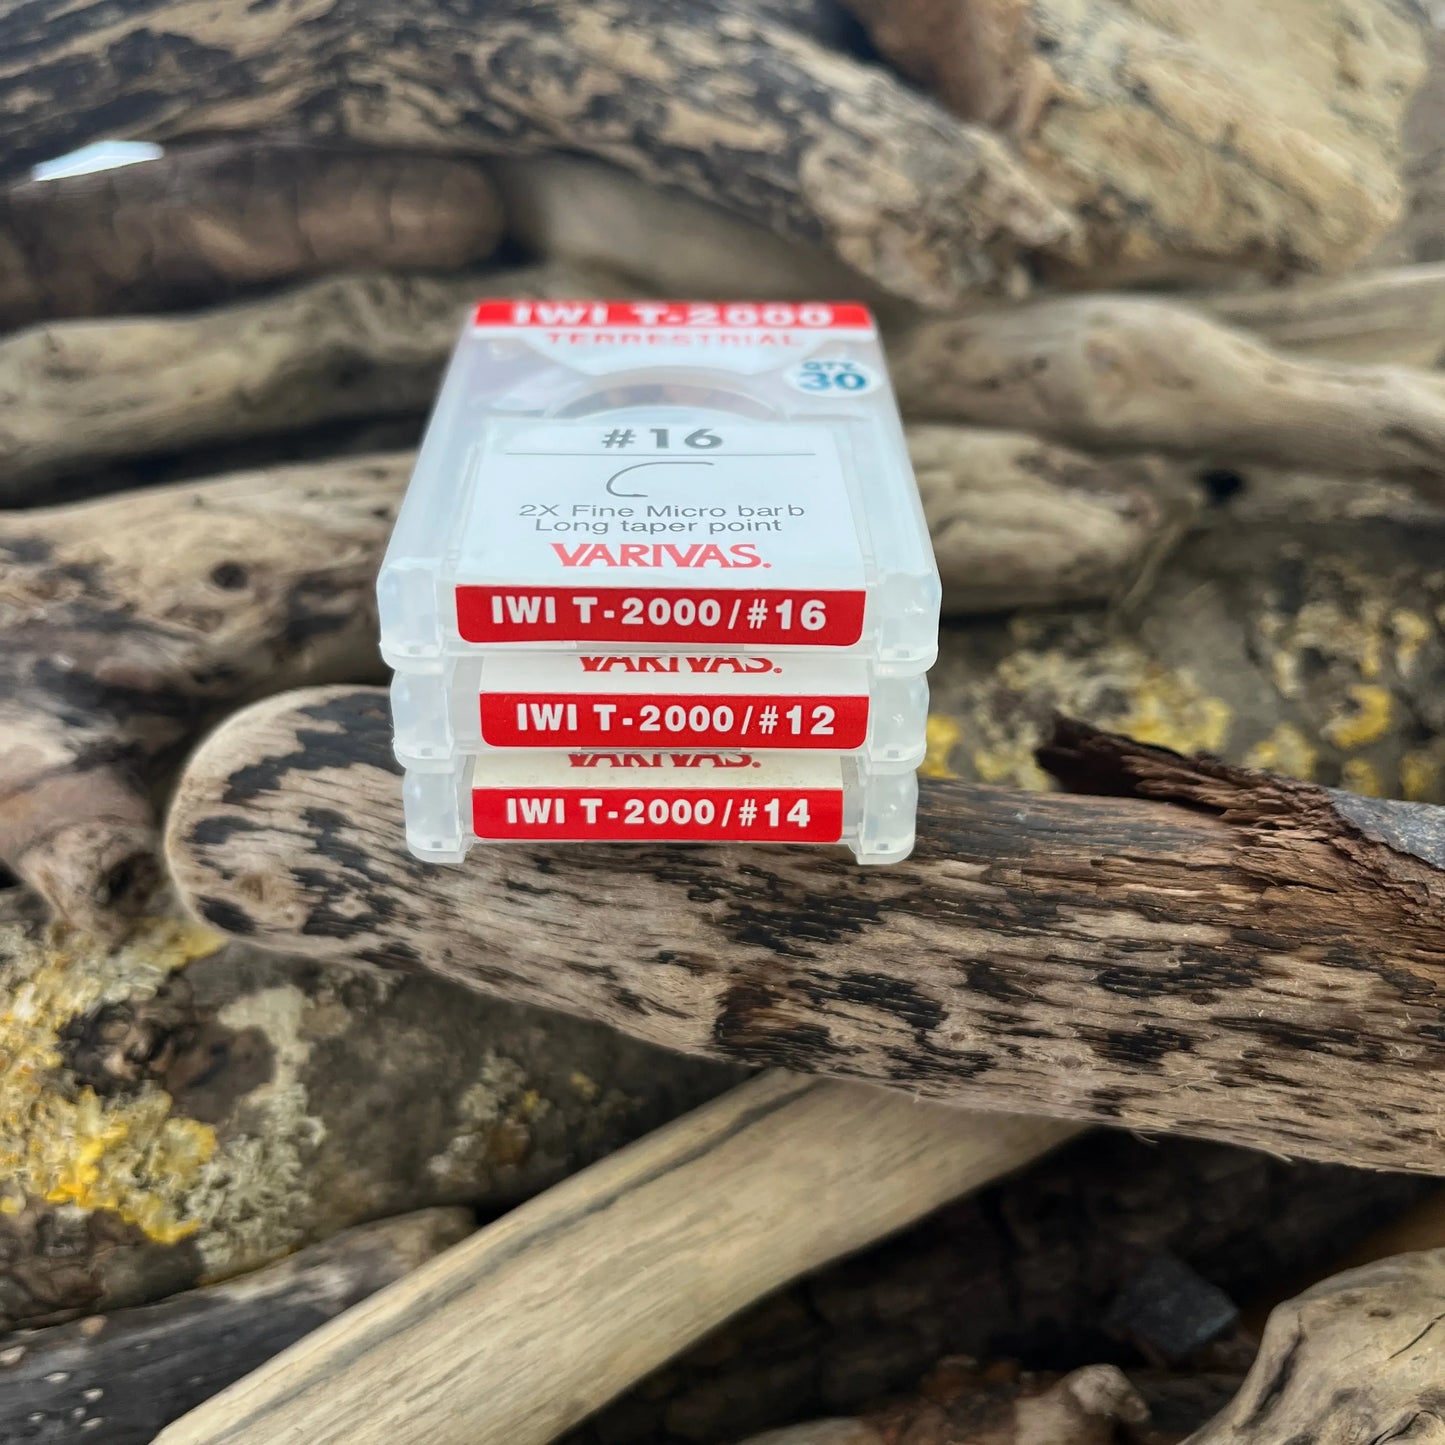 IWI T-2000
TERRESTRIAL
QTY.
30
#16
2X Fine Micro barb
Long taper point
VARIVAS.
IWI T-2000/#16
VARIVAS.
IWI T-2000/#12
VARIVAS.
IWI T-2000/#14